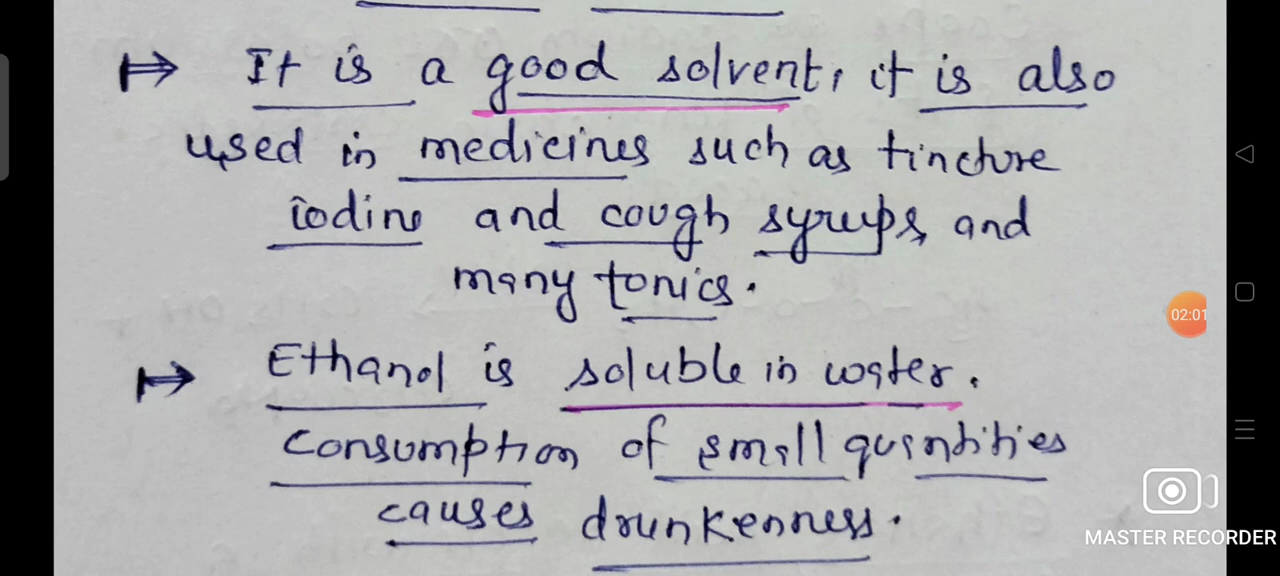 ↦ It is a good solvent, it is also
used in medicines such as tincture
iodine and cough syrups, and
many tonics.
↦ Ethanol is soluble in water.
consumption of small quantities
causes drunkenness.
02:01
MASTER RECORDER